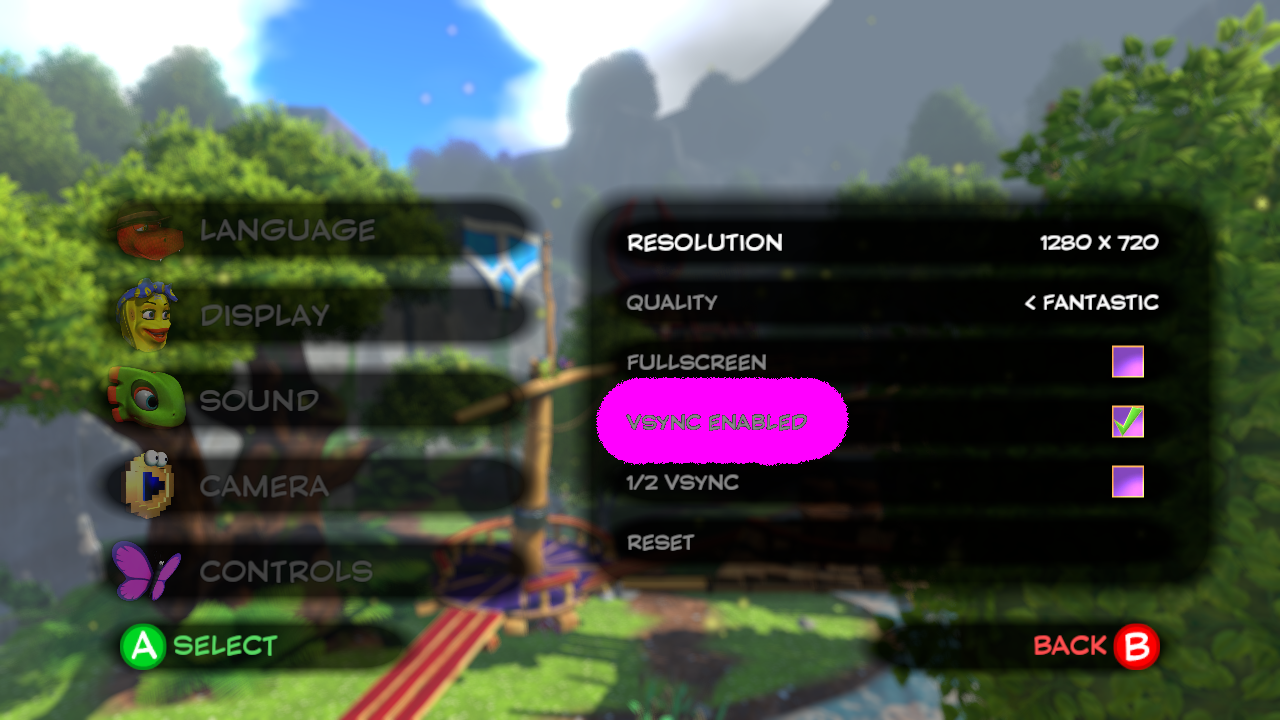 LANGUAGE
DISPLAY
SOUND
CAMERA
CONTROLS
RESOLUTION 1280 X 720
QUALITY < FANTASTIC
FULLSCREEN
VSYNC ENABLED
1/2 VSYNC
RESET
A SELECT
BACK B